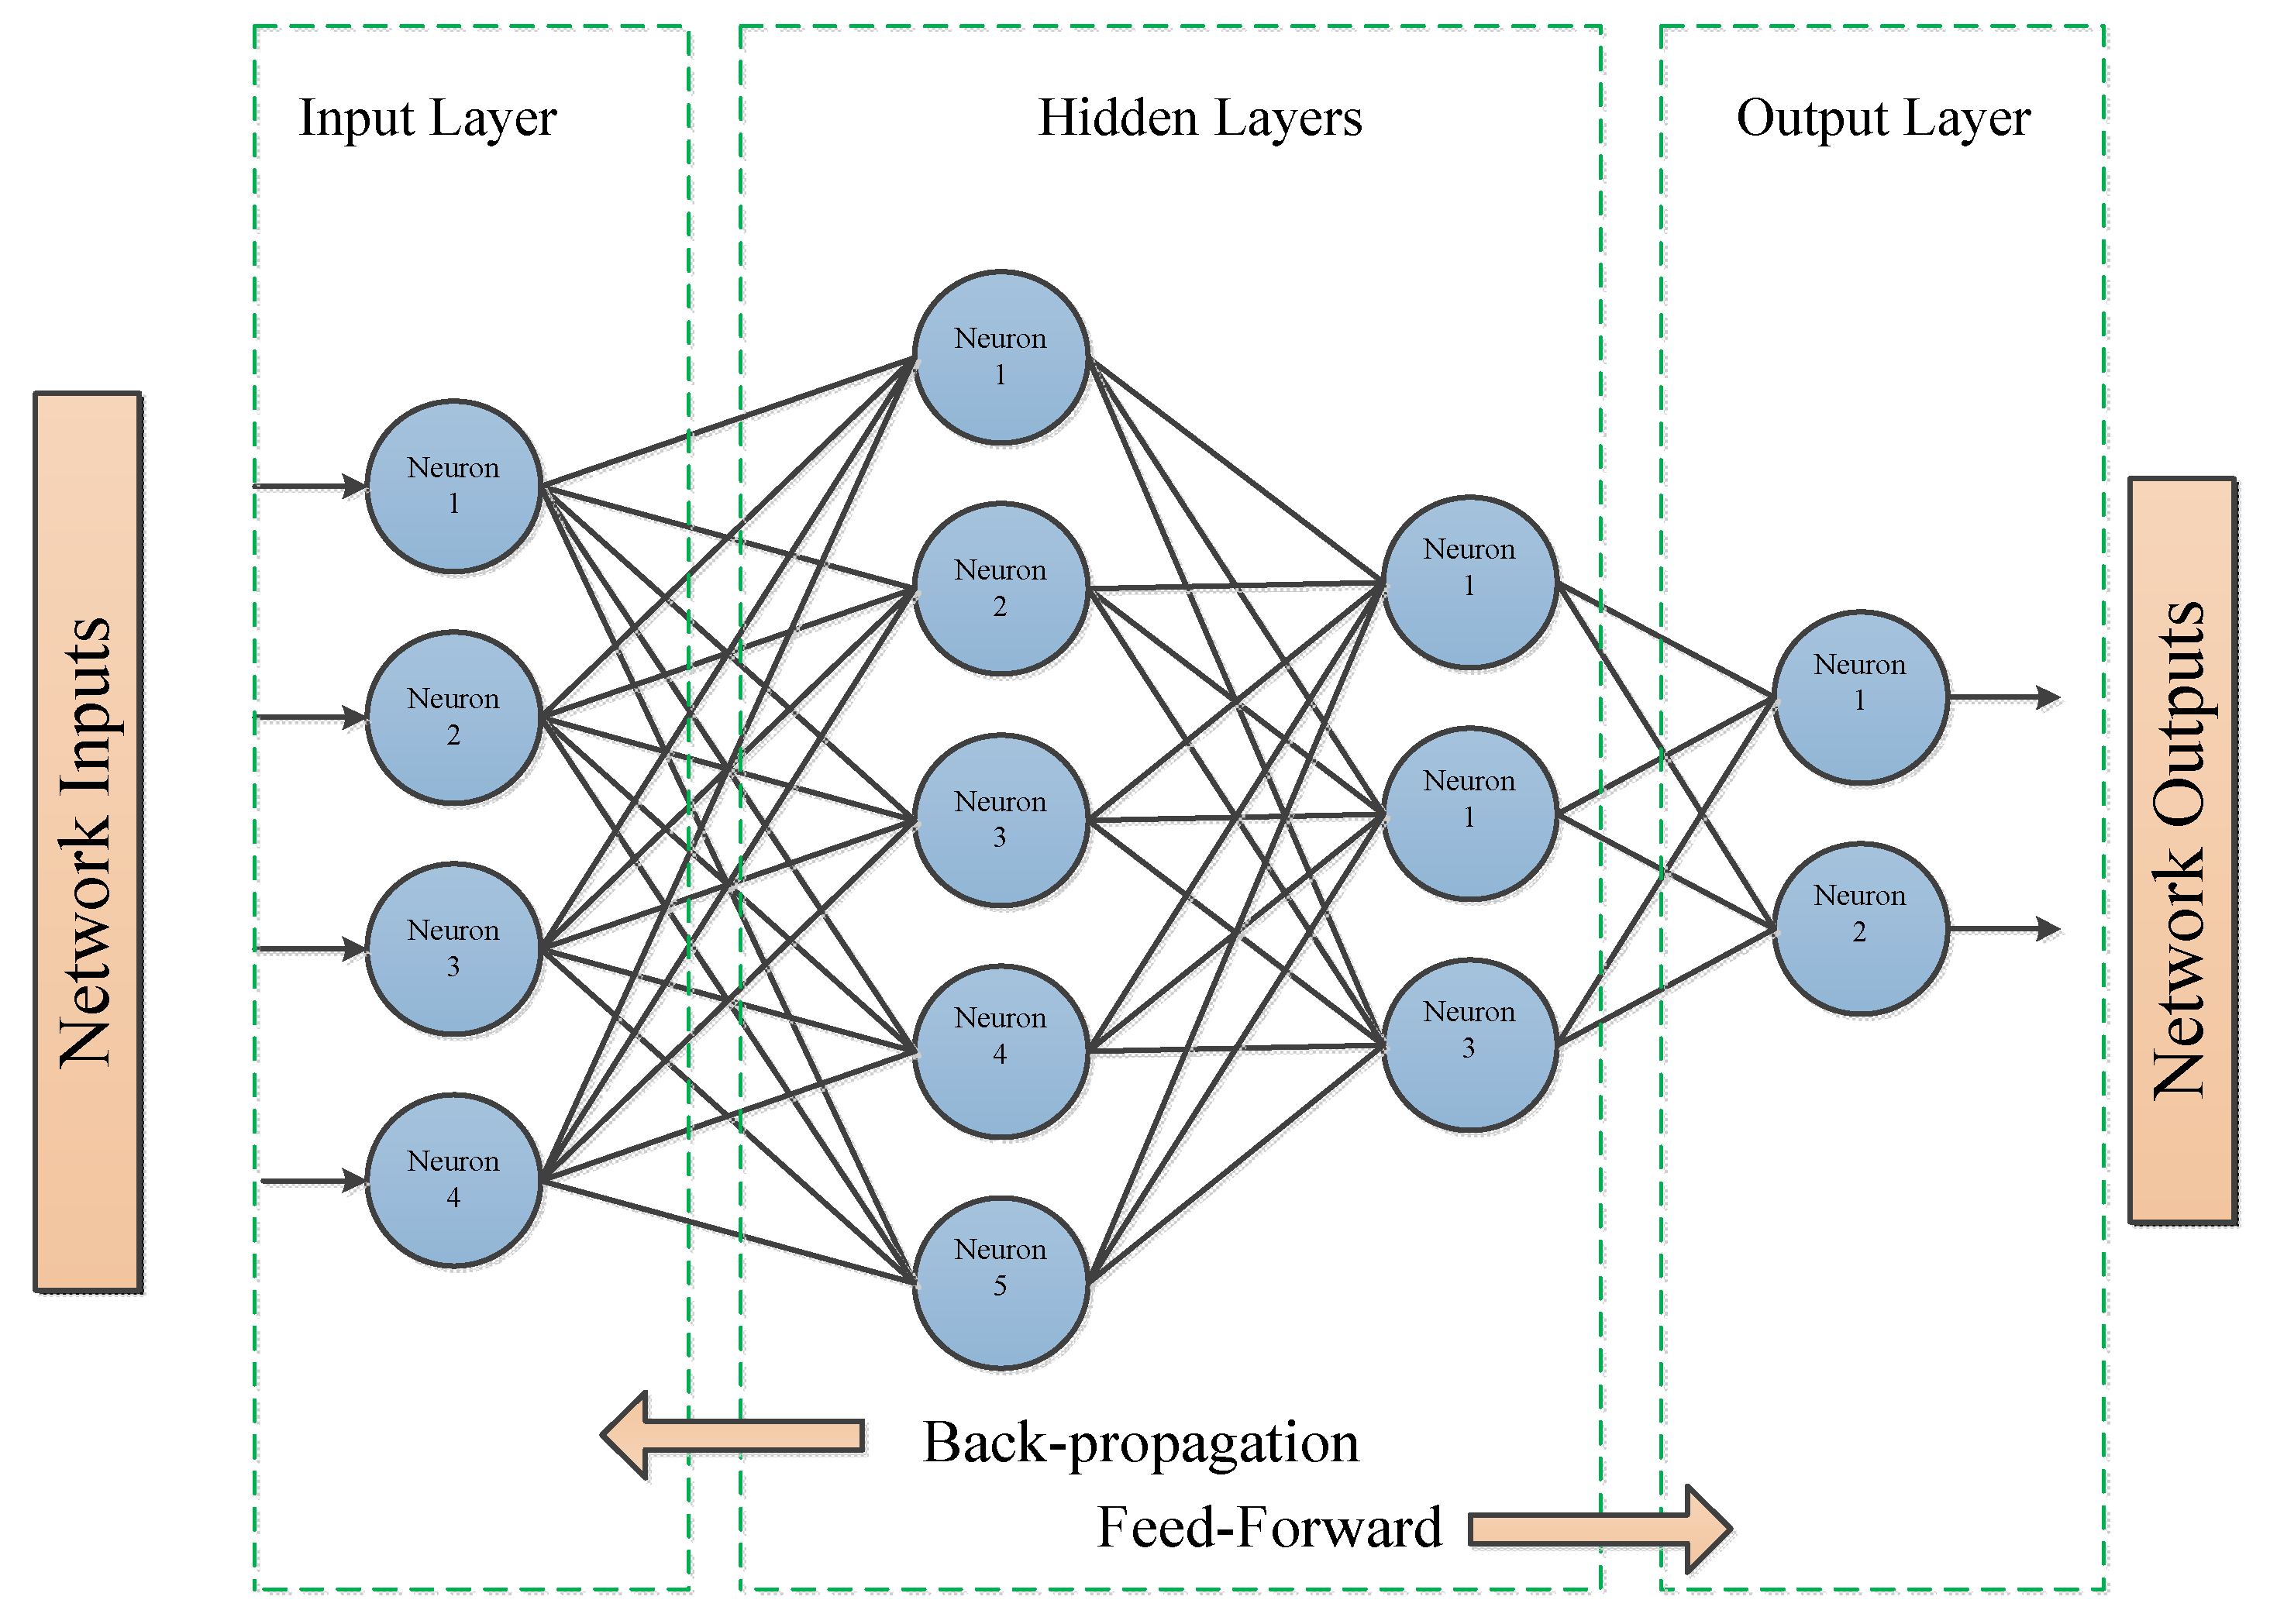 Input Layer
Hidden Layers
Output Layer
Network Inputs
Neuron
1
Neuron
2
Neuron
3
Neuron
4
Neuron
1
Neuron
2
Neuron
3
Neuron
4
Neuron
5
Neuron
1
Neuron
1
Neuron
3
Neuron
1
Neuron
2
Network Outputs
Back-propagation
Feed-Forward